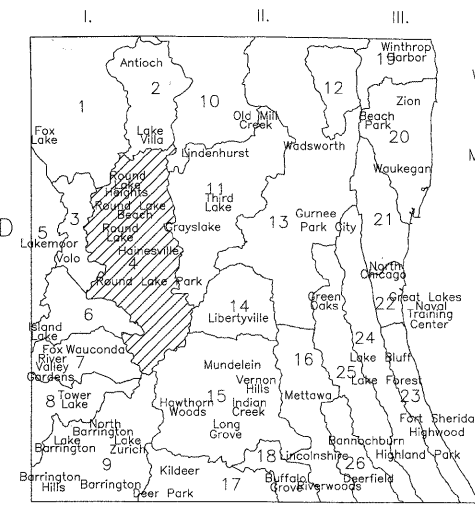 I.
II.
III.
Winthrop
Harbor
19
Antioch
2
12
Zion
1
10
Old Mill
Creek
Beach
Park
20
Fox
Lake
Lake
Villa
Wadsworth
Lindenhurst
Waukegan
Round
Lake
Heights
11
Third
Lake
Round Lake
Beach
3
13
Gurnee
Park City
21
D
5
Lakemoor
Round
Lake
Grayslake
Volo
Hainesville
4
Round Lake Park
North
Chicago
14
Libertyville
Green
Oaks
22
Great Lakes
Naval
Training
Center
6
Island
Lake
24
Fox
River
Valley
Gardens
Wauconda
7
Mundelein
16
Lake Bluff
Vernon
Hills
25
Lake Forest
8
Tower
Lake
Hawthorn
Woods
15
Indian
Creek
Mettawa
23
Long
Grove
Fort Sherida
Highwood
North
Barrington
Lake
Barrington
Lake
Zurich
Bannockburn
9
18
Lincolnshire
Highland Park
26
Kildeer
Barrington
Hills
Barrington
Deer Park
17
Buffalo
Grove
Riverwoods
Deerfield